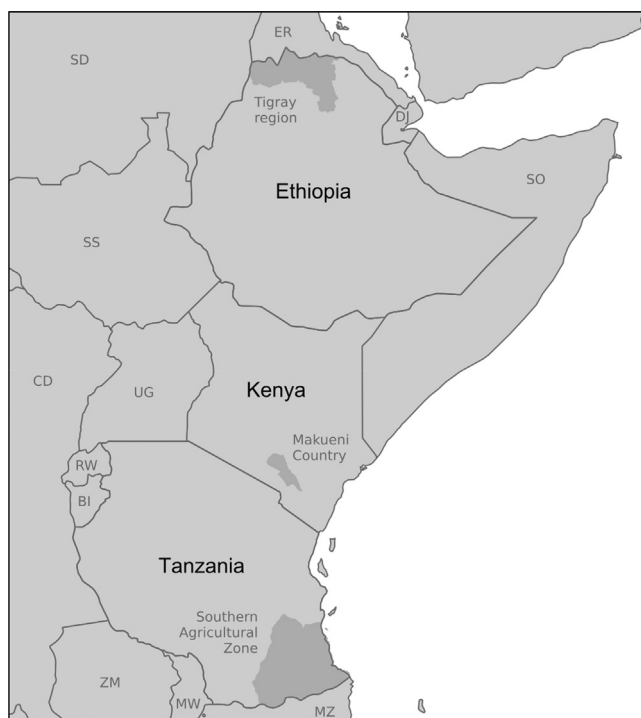 ER
SD
Tigray
region
DJ
Ethiopia
SO
SS
CD
UG
Kenya
Makueni
Country
RW
BI
Tanzania
Southern
Agricultural
Zone
ZM
MW
MZ